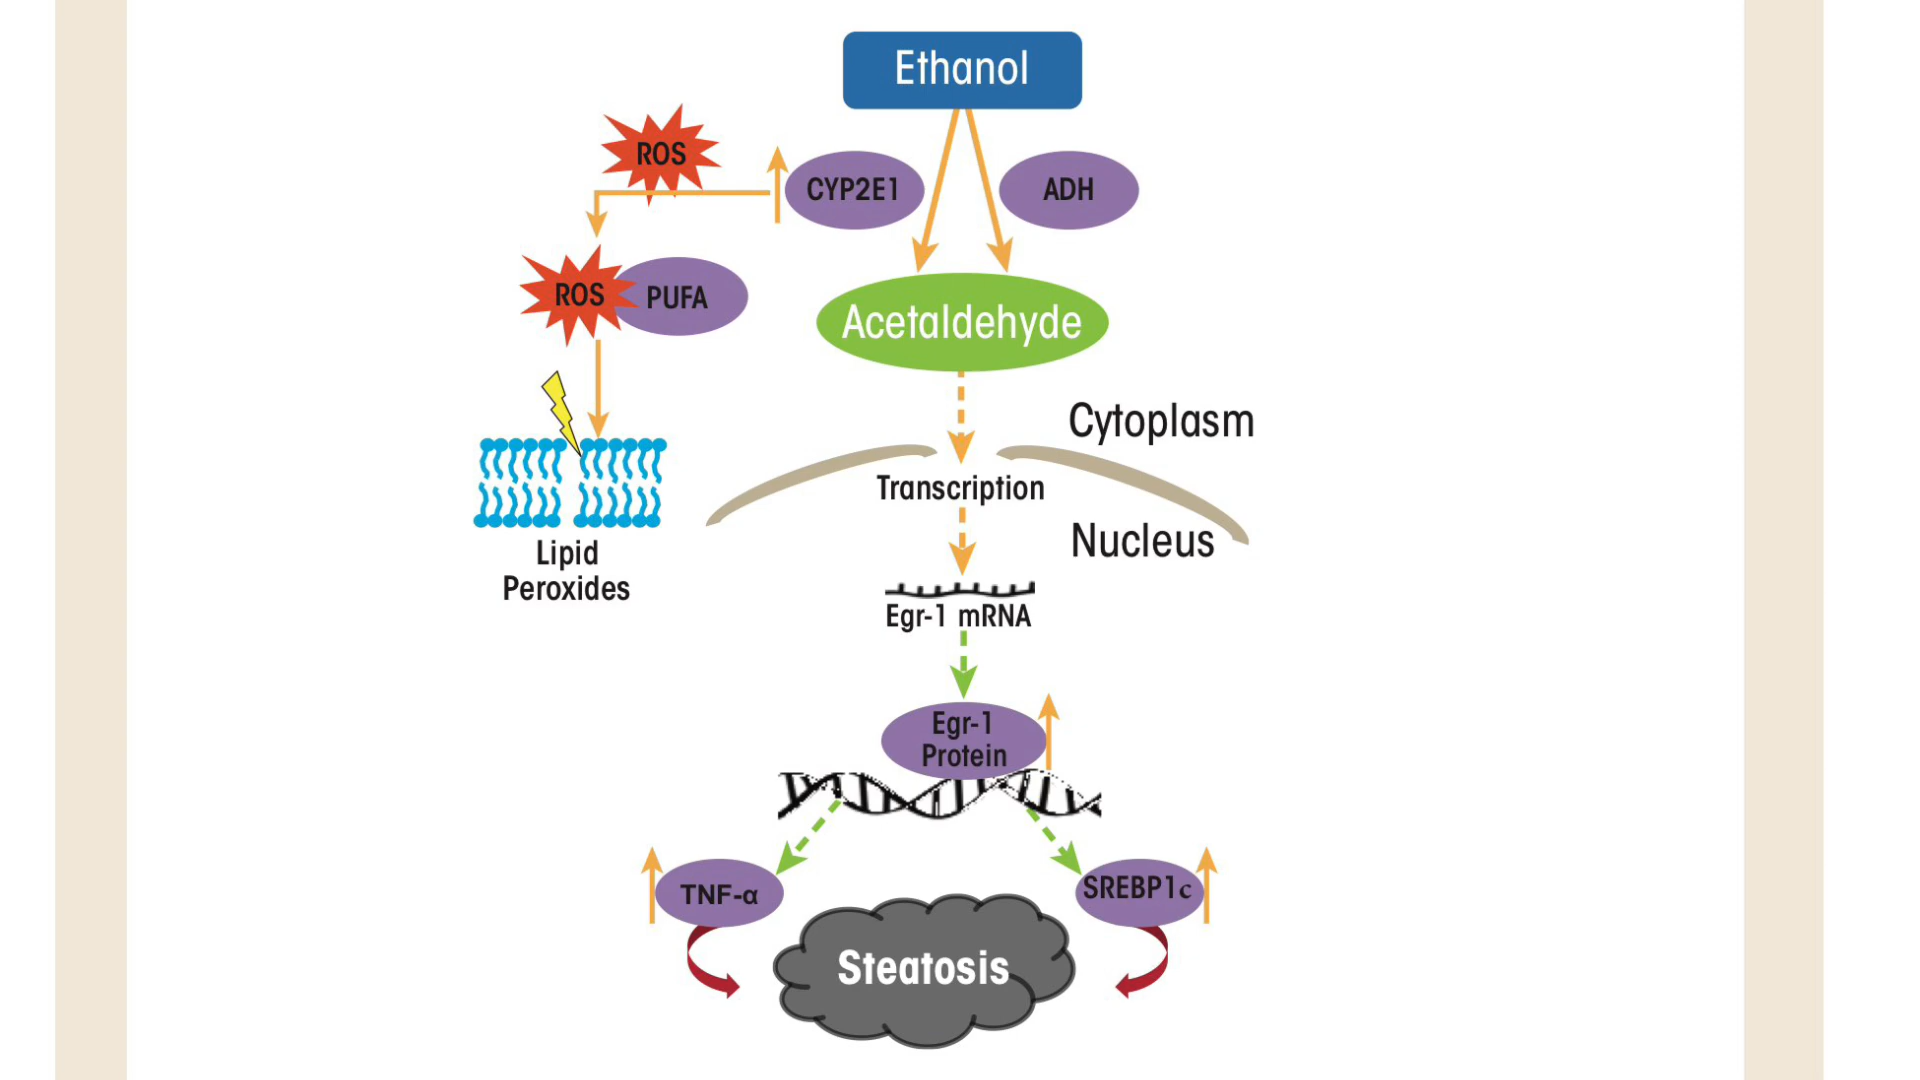 Ethanol
ROS
CYP2E1
ADH
ROS
PUFA
Acetaldehyde
Cytoplasm
Transcription
Nucleus
Lipid
Peroxides
Egr-1 mRNA
Egr-1
Protein
TNF-α
SREBP1c
Steatosis